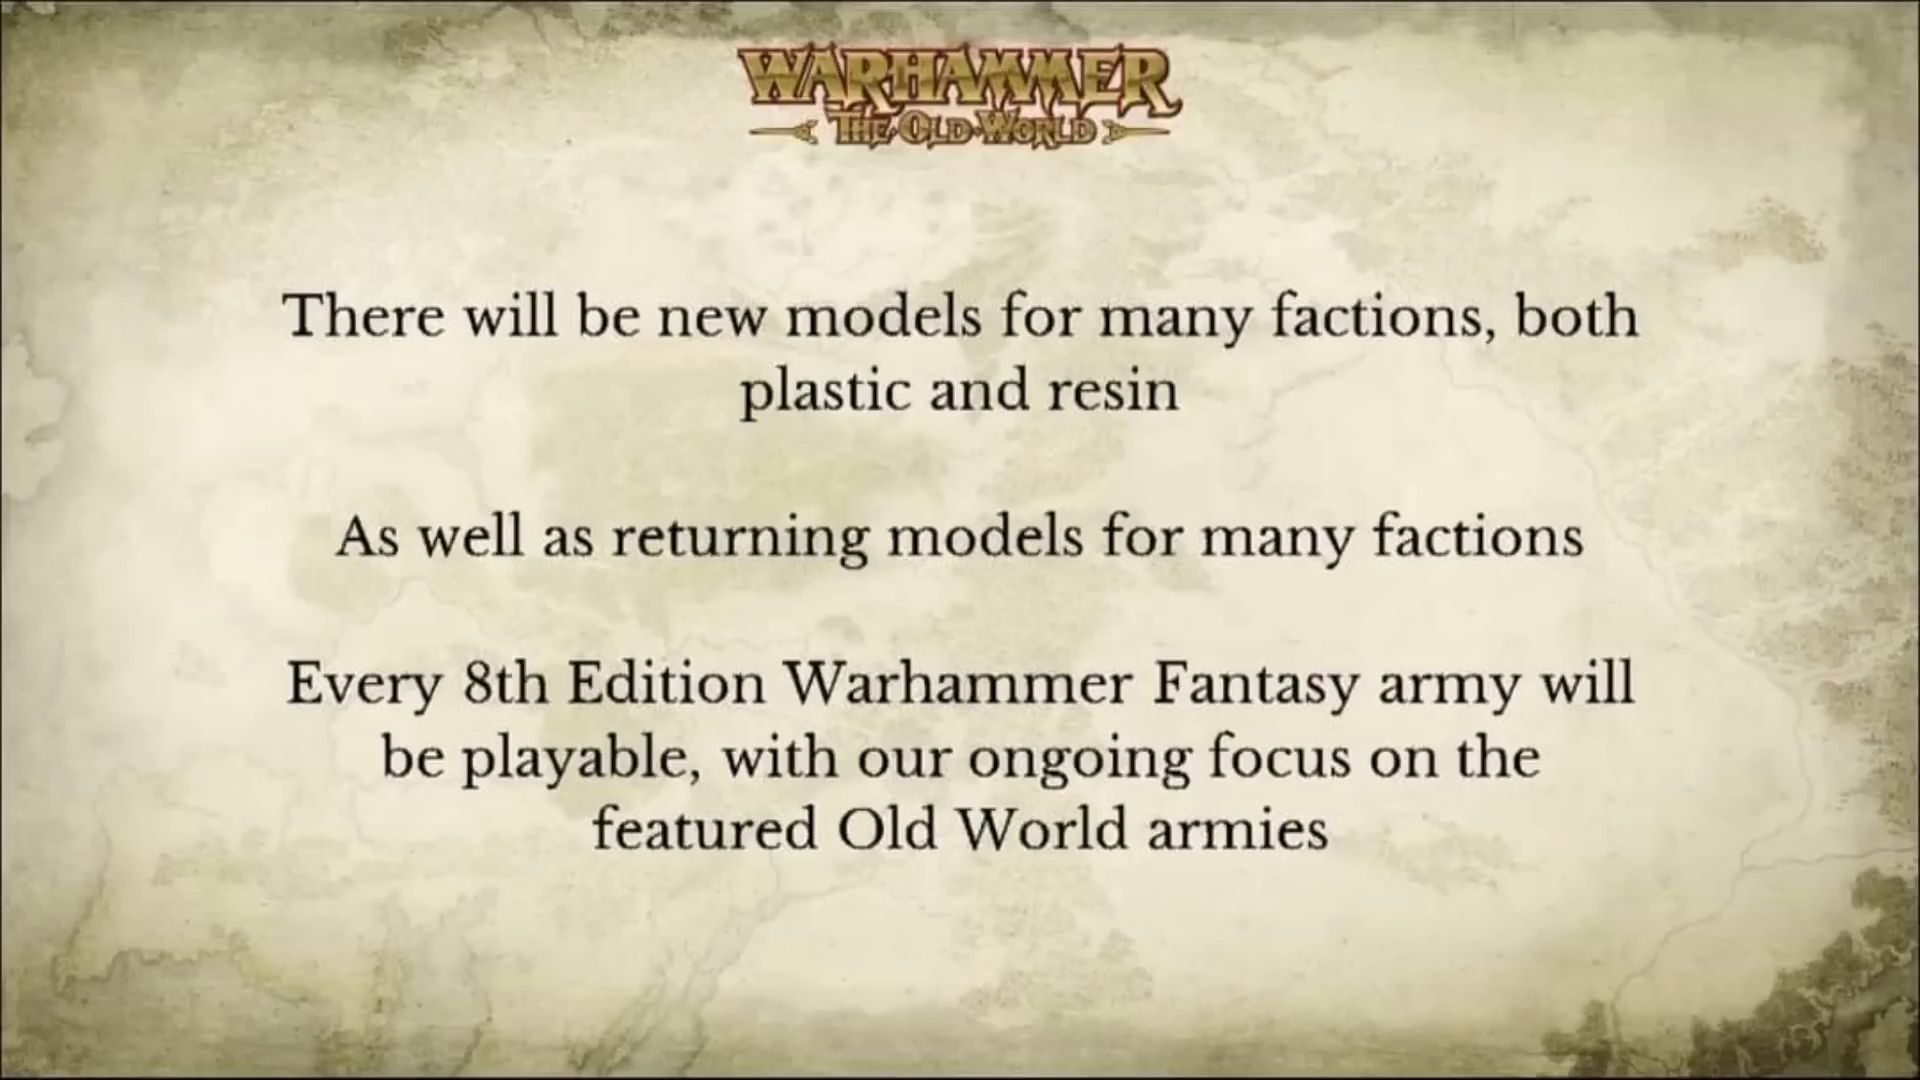 WARHAMMER
THE OLD WORLD
There will be new models for many factions, both
plastic and resin
As well as returning models for many factions
Every 8th Edition Warhammer Fantasy army will
be playable, with our ongoing focus on the
featured Old World armies